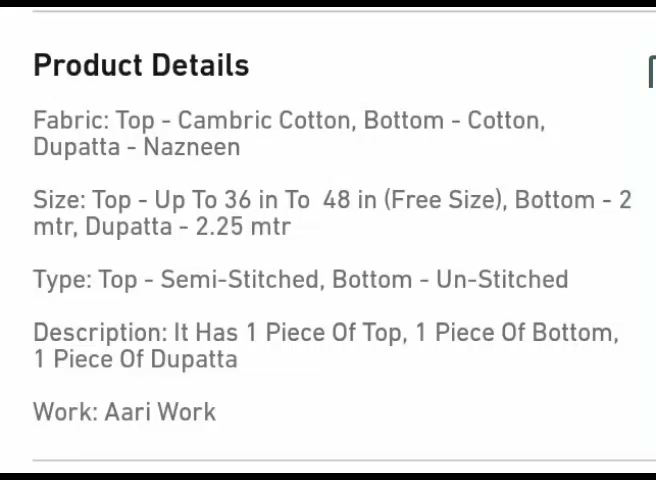 Product Details
Fabric: Top - Cambric Cotton, Bottom - Cotton,
Dupatta - Nazneen
Size: Top - Up To 36 in To  48 in (Free Size), Bottom - 2
mtr, Dupatta - 2.25 mtr
Type: Top - Semi-Stitched, Bottom - Un-Stitched
Description: It Has 1 Piece Of Top, 1 Piece Of Bottom,
1 Piece Of Dupatta
Work: Aari Work